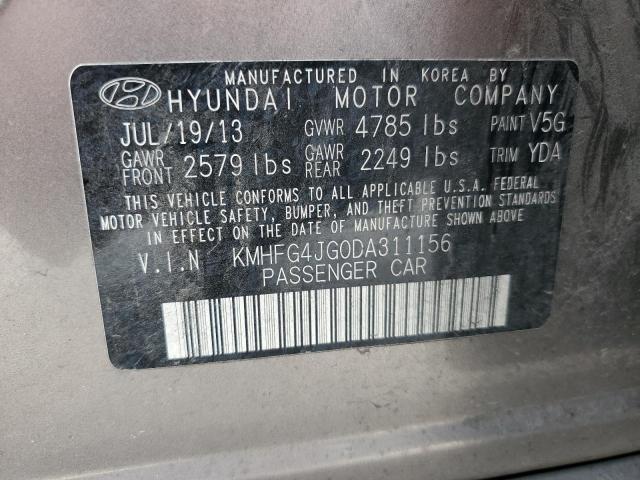 MANUFACTURED IN KOREA BY
HYUNDAI MOTOR COMPANY
JUL/19/13 GVWR 4785 lbs PAINT V5G
GAWR FRONT 2579 lbs GAWR REAR 2249 lbs TRIM YDA
THIS VEHICLE CONFORMS TO ALL APPLICABLE U.S.A. FEDERAL
MOTOR VEHICLE SAFETY, BUMPER, AND THEFT PREVENTION STANDARDS
IN EFFECT ON THE DATE OF MANUFACTURE SHOWN ABOVE
V.I.N KMHFG4JG0DA311156
PASSENGER CAR